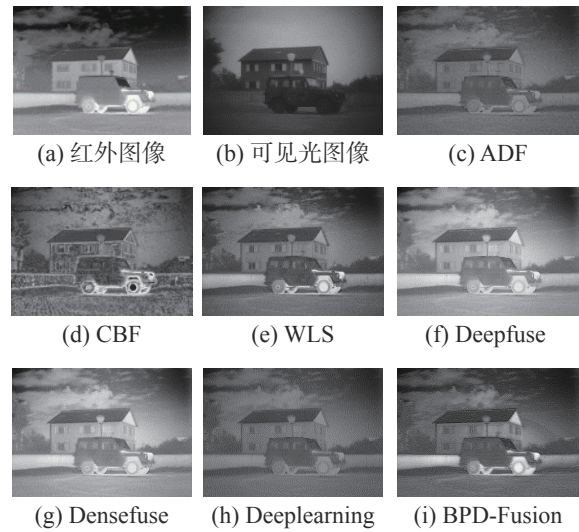 (a) 红外图像 (b) 可见光图像 (c) ADF
(d) CBF (e) WLS (f) Deepfuse
(g) Densefuse (h) Deeplearning (i) BPD-Fusion